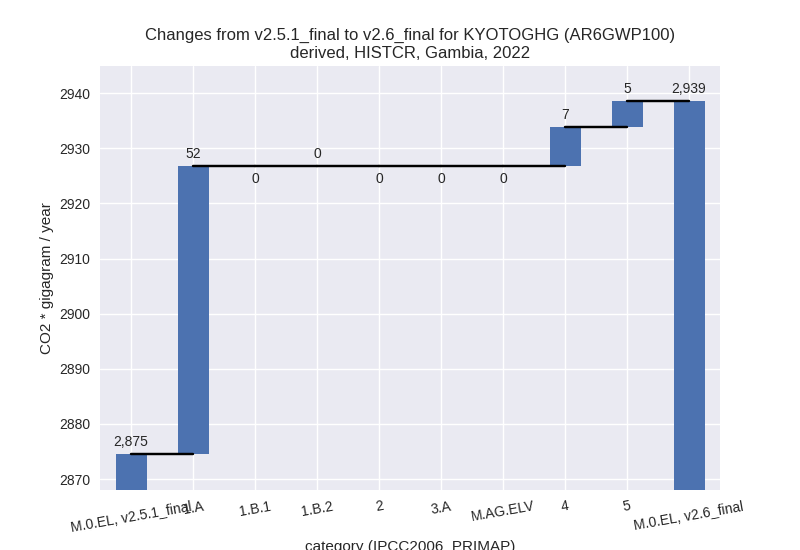 Changes from v2.5.1_final to v2.6_final for KYOTOGHG (AR6GWP100)
derived, HISTCR, Gambia, 2022
CO2 * gigagram / year
2940
2930
2920
2910
2900
2890
2880
2870
2,875
52
0
0
0
0
0
7
5
2,939
M.0.EL, v2.5.1_final
1.A
1.B.1
1.B.2
2
3.A
M.AG.ELV
4
5
M.0.EL, v2.6_final
category (IPCC2006_PRIMAP)